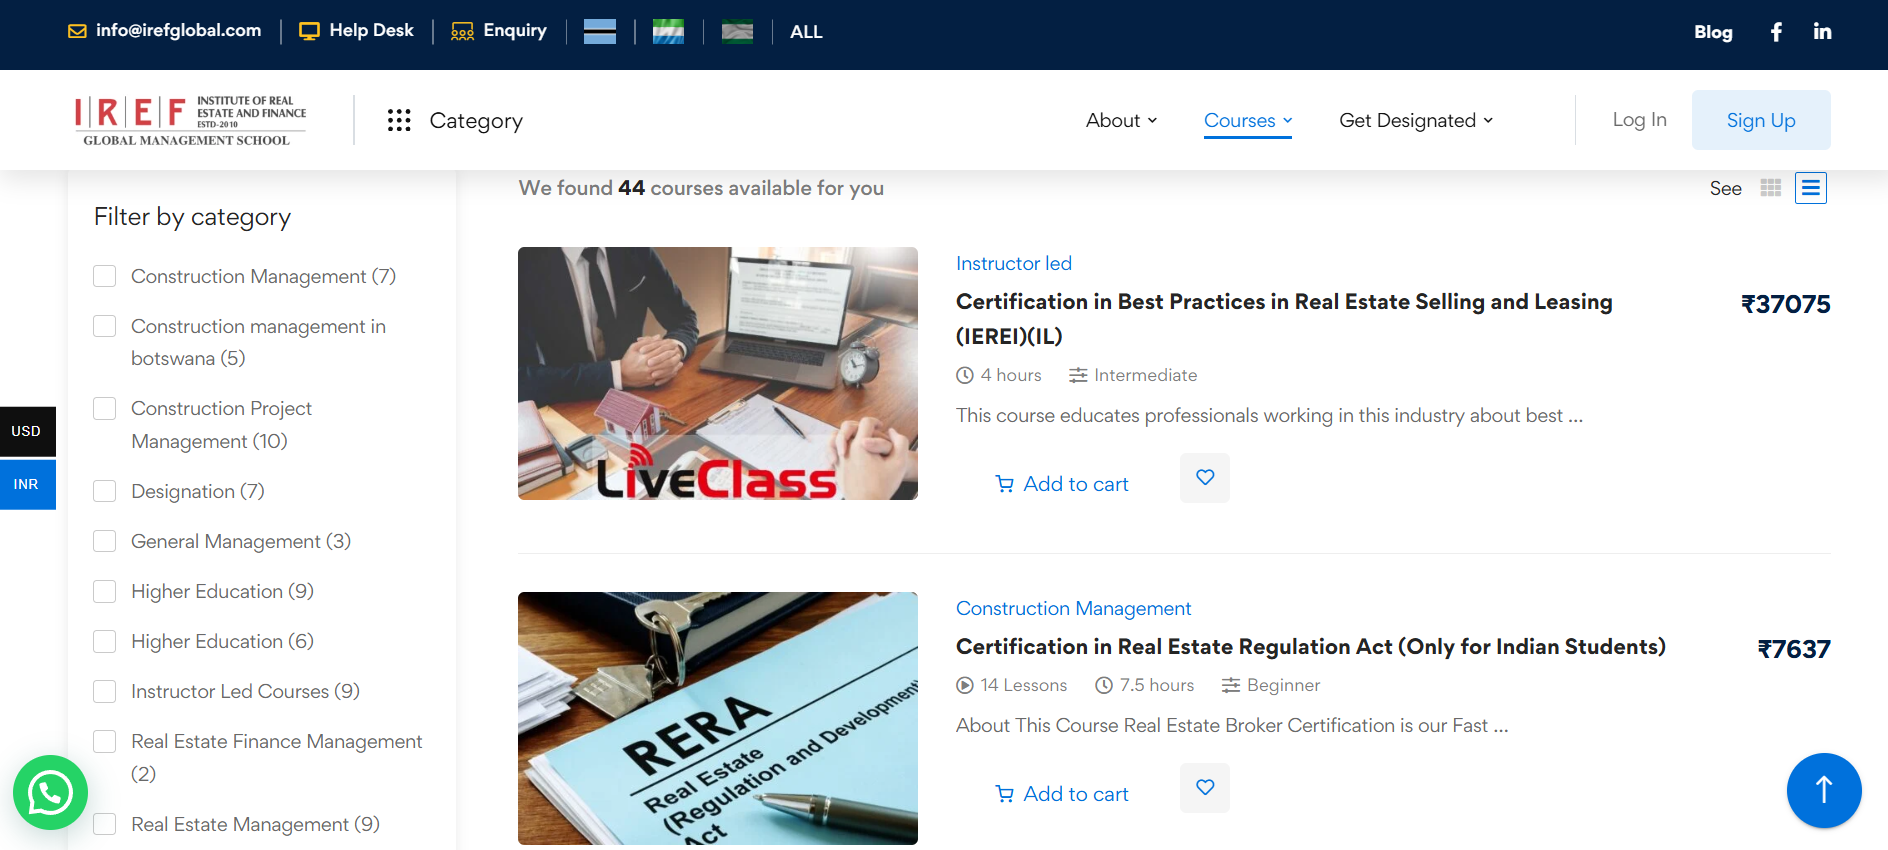 info@irefglobal.com
Help Desk
Enquiry
ALL
Blog
I R E F
INSTITUTE OF REAL
ESTATE AND FINANCE
ESTD-2010
GLOBAL MANAGEMENT SCHOOL
Category
About
Courses
Get Designated
Log In
Sign Up
Filter by category
Construction Management (7)
Construction management in
botswana (5)
Construction Project
Management (10)
Designation (7)
General Management (3)
Higher Education (9)
Higher Education (6)
Instructor Led Courses (9)
Real Estate Finance Management
(2)
Real Estate Management (9)
USD
INR
We found 44 courses available for you
See
LiveClass
Instructor led
Certification in Best Practices in Real Estate Selling and Leasing
(IEREI)(IL)
₹37075
4 hours
Intermediate
This course educates professionals working in this industry about best ...
Add to cart
RERA
Real Estate
(Regulation and Development)
Act
Construction Management
Certification in Real Estate Regulation Act (Only for Indian Students)
₹7637
14 Lessons
7.5 hours
Beginner
About This Course Real Estate Broker Certification is our Fast ...
Add to cart